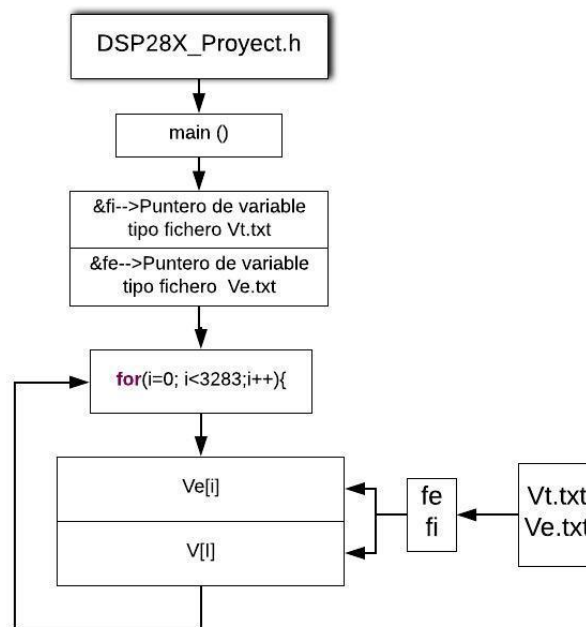 DSP28X_Proyect.h
main ()
&fi-->Puntero de variable
tipo fichero Vt.txt
&fe-->Puntero de variable
tipo fichero Ve.txt
for(i=0; i<3283;i++){
Ve[i]
V[I]
fe
fi
Vt.txt
Ve.txt